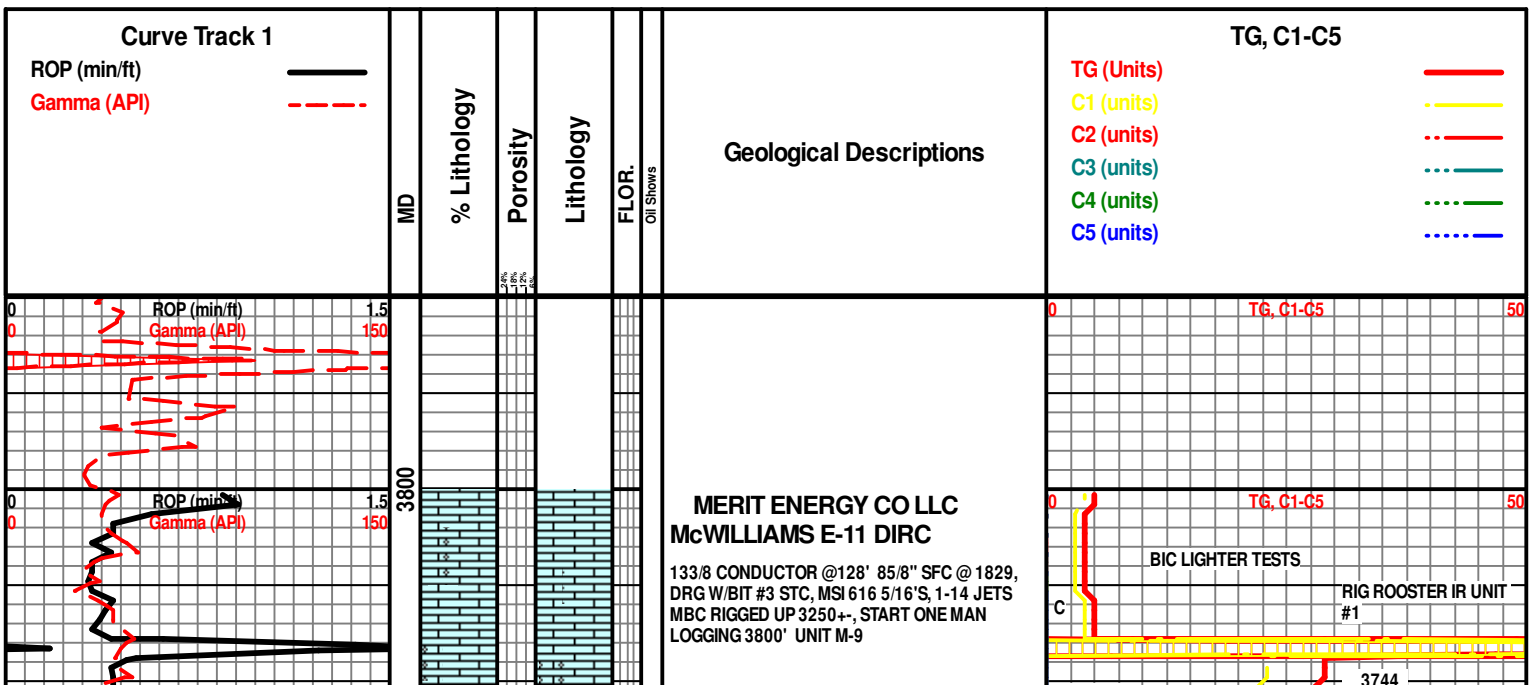 Curve Track 1
ROP (min/ft)
Gamma (API)
MD
% Lithology
Porosity
24%
18%
12%
6%
Lithology
FLOR.
Oil Shows
Geological Descriptions
TG, C1-C5
TG (Units)
C1 (units)
C2 (units)
C3 (units)
C4 (units)
C5 (units)
0 ROP (min/ft) 1.5
0 Gamma (API) 150
0 TG, C1-C5 50
3800
0 ROP (min/ft) 1.5
0 Gamma (API) 150
MERIT ENERGY CO LLC
McWILLIAMS E-11 DIRC
133/8 CONDUCTOR @128' 85/8" SFC @ 1829,
DRG W/BIT #3 STC, MSI 616 5/16'S, 1-14 JETS
MBC RIGGED UP 3250+-, START ONE MAN
LOGGING 3800' UNIT M-9
0 TG, C1-C5 50
BIC LIGHTER TESTS
C
RIG ROOSTER IR UNIT
#1
3744